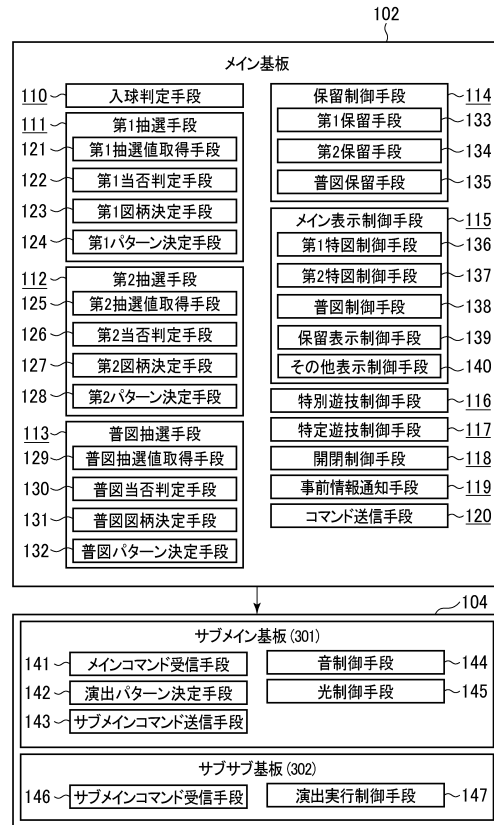 102
メイン基板
110 入球判定手段
111 第1抽選手段
121 第1抽選値取得手段
122 第1当否判定手段
123 第1図柄決定手段
124 第1パターン決定手段
112 第2抽選手段
125 第2抽選値取得手段
126 第2当否判定手段
127 第2図柄決定手段
128 第2パターン決定手段
113 普図抽選手段
129 普図抽選値取得手段
130 普図当否判定手段
131 普図図柄決定手段
132 普図パターン決定手段
保留制御手段 114
第1保留手段 133
第2保留手段 134
普図保留手段 135
メイン表示制御手段 115
第1特図制御手段 136
第2特図制御手段 137
普図制御手段 138
保留表示制御手段 139
その他表示制御手段 140
特別遊技制御手段 116
特定遊技制御手段 117
開閉制御手段 118
事前情報通知手段 119
コマンド送信手段 120
104
サブメイン基板(301)
141 メインコマンド受信手段
142 演出パターン決定手段
143 サブメインコマンド送信手段
音制御手段 144
光制御手段 145
サブサブ基板(302)
146 サブメインコマンド受信手段
演出実行制御手段 147